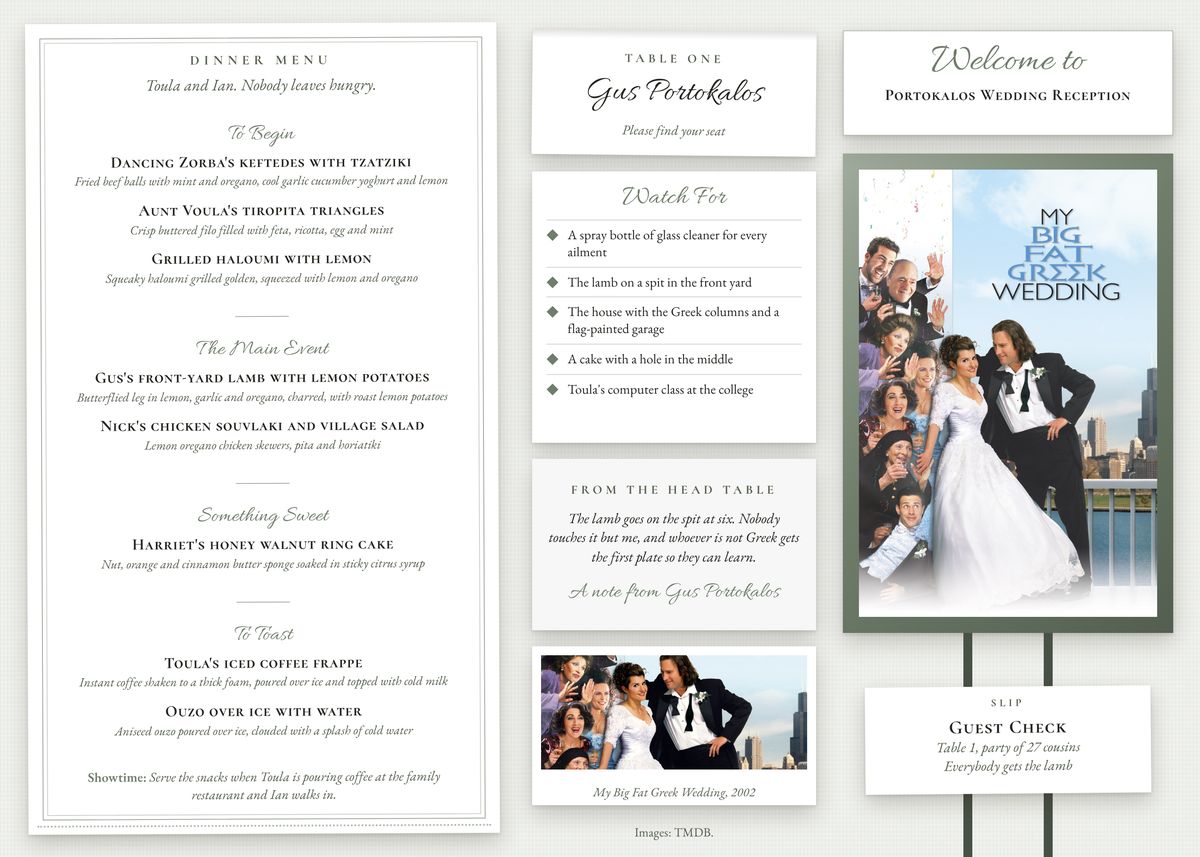 DINNER MENU
Toula and Ian. Nobody leaves hungry.
To Begin
Dancing Zorba's keftedes with tzatziki
Fried beef balls with mint and oregano, cool garlic cucumber yoghurt and lemon
Aunt Voula's tiropita triangles
Crisp buttered filo filled with feta, ricotta, egg and mint
Grilled haloumi with lemon
Squeaky haloumi grilled golden, squeezed with lemon and oregano
The Main Event
Gus's front-yard lamb with lemon potatoes
Butterflied leg in lemon, garlic and oregano, charred, with roast lemon potatoes
Nick's chicken souvlaki and village salad
Lemon oregano chicken skewers, pita and horiatiki
Something Sweet
Harriet's honey walnut ring cake
Nut, orange and cinnamon butter sponge soaked in sticky citrus syrup
To Toast
Toula's iced coffee frappe
Instant coffee shaken to a thick foam, poured over ice and topped with cold milk
Ouzo over ice with water
Aniseed ouzo poured over ice, clouded with a splash of cold water
Showtime: Serve the snacks when Toula is pouring coffee at the family
restaurant and Ian walks in.
TABLE ONE
Gus Portokalos
Please find your seat
Watch For
A spray bottle of glass cleaner for every
ailment
The lamb on a spit in the front yard
The house with the Greek columns and a
flag-painted garage
A cake with a hole in the middle
Toula's computer class at the college
FROM THE HEAD TABLE
The lamb goes on the spit at six. Nobody
touches it but me, and whoever is not Greek gets
the first plate so they can learn.
A note from Gus Portokalos
My Big Fat Greek Wedding, 2002
Images: TMDB.
Welcome to
Portokalos Wedding Reception
MY
BIG
FAT
GREEK
WEDDING
SLIP
Guest Check
Table 1, party of 27 cousins
Everybody gets the lamb